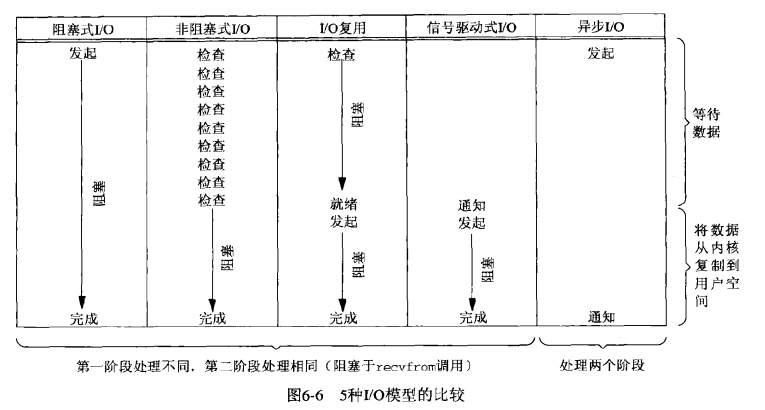 阻塞式I/O 非阻塞式I/O I/O复用 信号驱动式I/O 异步I/O
发起 检查 检查 发起
检查
检查
检查
检查
检查
检查
检查
检查
阻塞
阻塞
就绪 通知
发起 发起
阻塞
阻塞
阻塞
完成 完成 完成 完成 通知
等待
数据
将数据
从内核
复制到
用户空
间
第一阶段处理不同，第二阶段处理相同（阻塞于recvfrom调用） 处理两个阶段
图6-6 5种I/O模型的比较